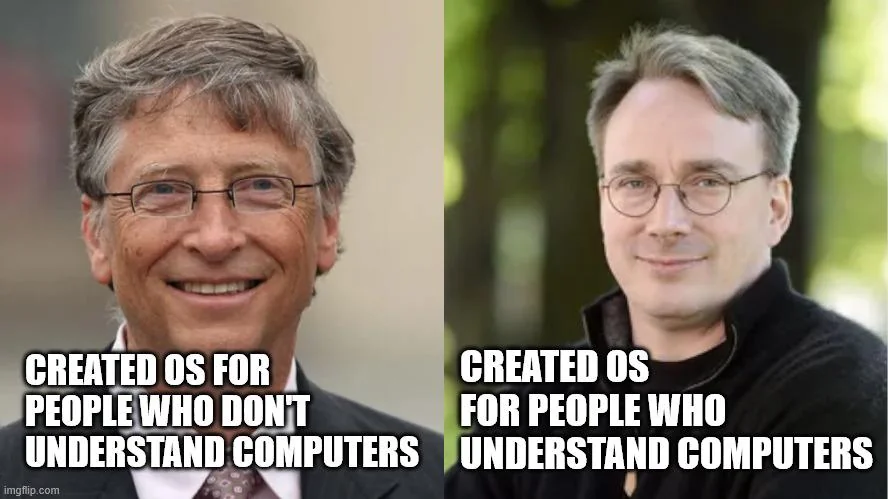 CREATED OS FOR
PEOPLE WHO DON'T
UNDERSTAND COMPUTERS
CREATED OS
FOR PEOPLE WHO
UNDERSTAND COMPUTERS
imgflip.com